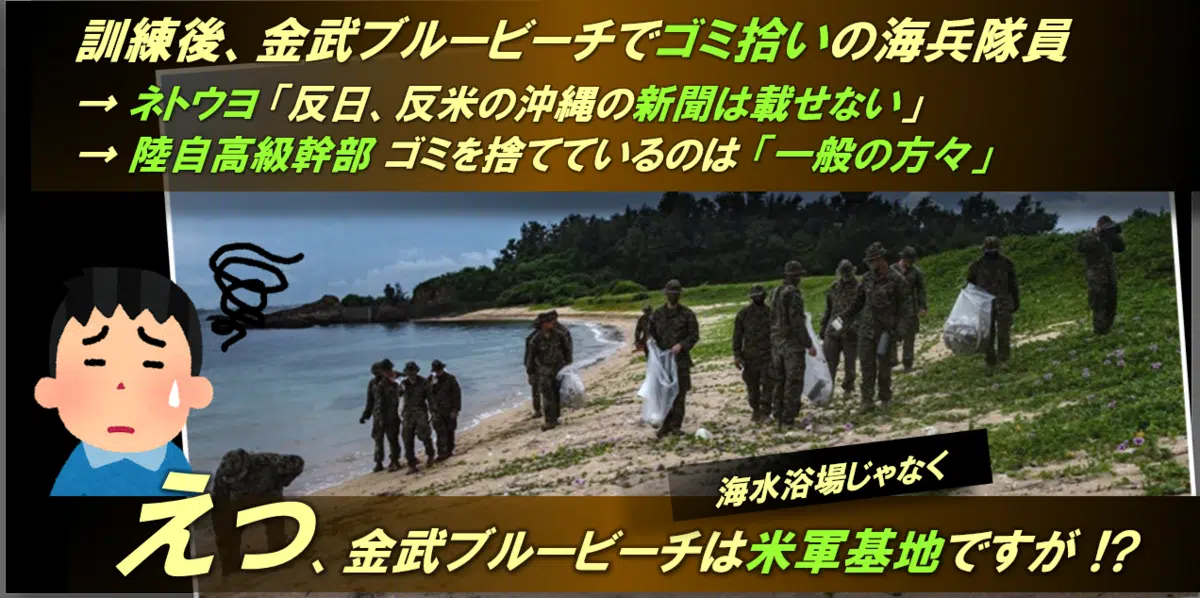 訓練後、金武ブルービーチでゴミ拾いの海兵隊員
→ ネトウヨ「反日、反米の沖縄の新聞は載せない」
→ 陸自高級幹部 ゴミを捨てているのは「一般の方々」
海水浴場じゃなく
えっ、金武ブルービーチは米軍基地ですが !?